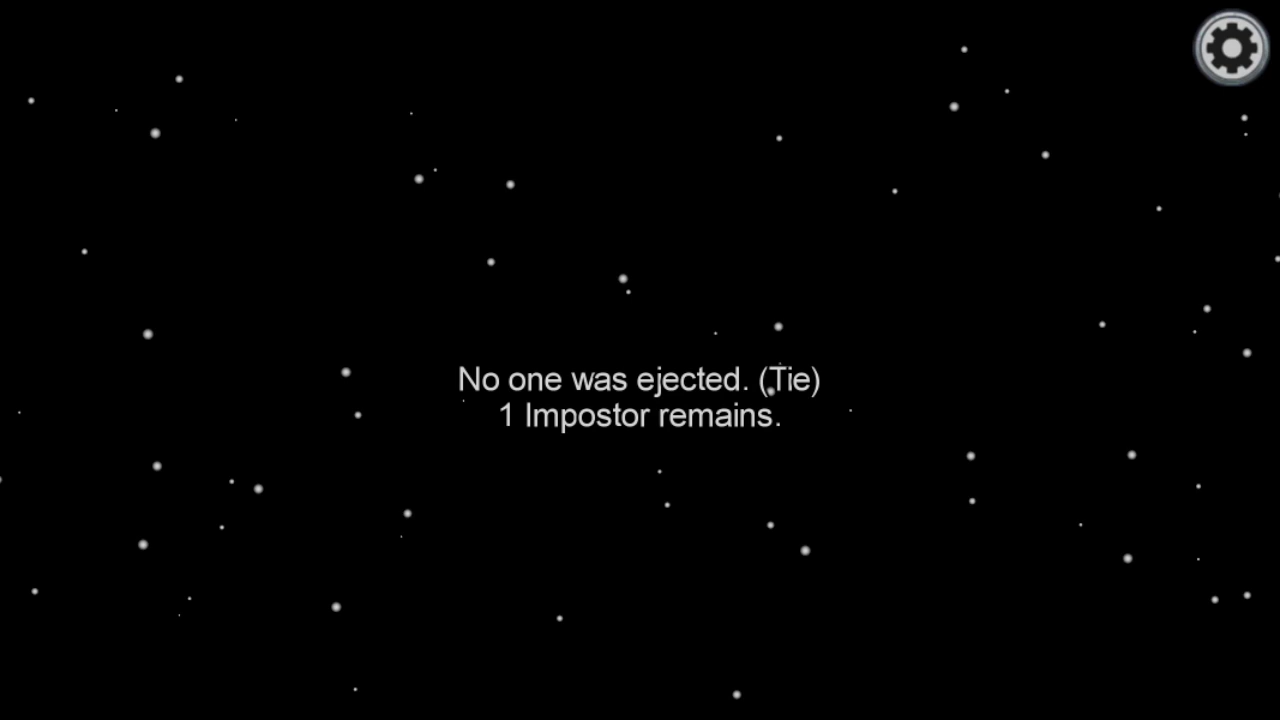 No one was ejected. (Tie)
1 Impostor remains.